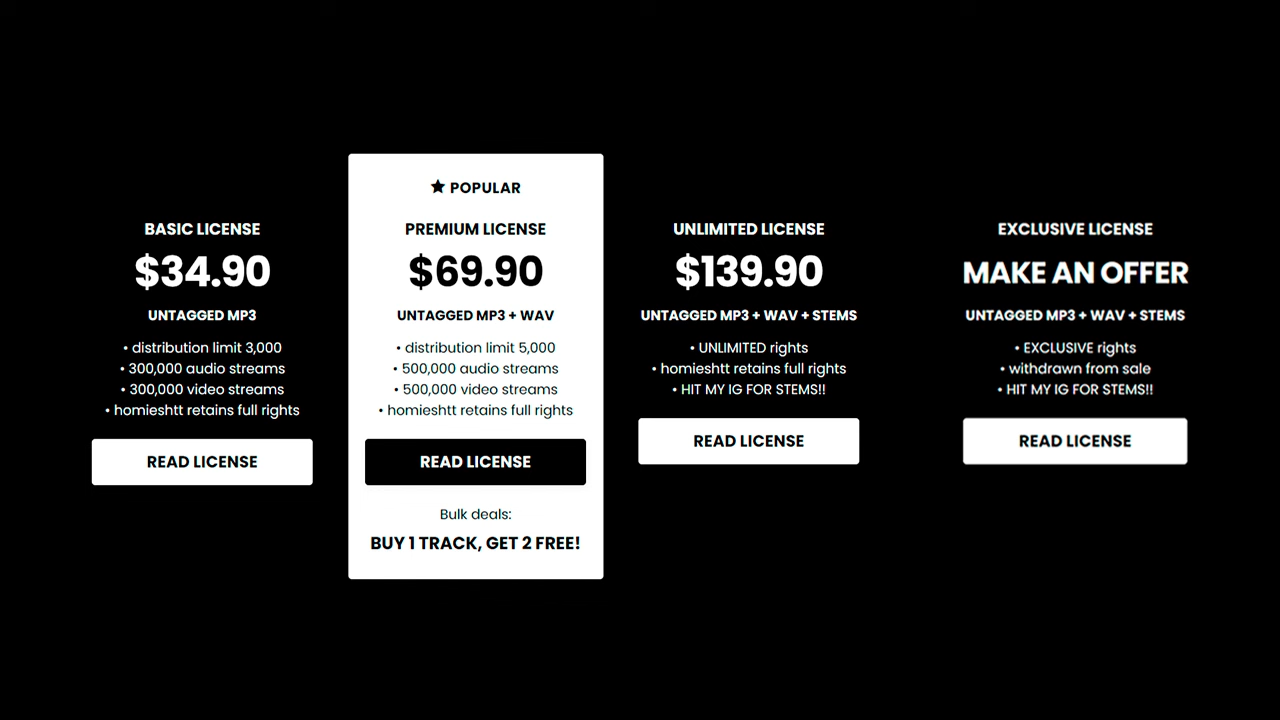 BASIC LICENSE
$34.90
UNTAGGED MP3
• distribution limit 3,000
• 300,000 audio streams
• 300,000 video streams
• homieshtt retains full rights
READ LICENSE
★ POPULAR
PREMIUM LICENSE
$69.90
UNTAGGED MP3 + WAV
• distribution limit 5,000
• 500,000 audio streams
• 500,000 video streams
• homieshtt retains full rights
READ LICENSE
Bulk deals:
BUY 1 TRACK, GET 2 FREE!
UNLIMITED LICENSE
$139.90
UNTAGGED MP3 + WAV + STEMS
• UNLIMITED rights
• homieshtt retains full rights
• HIT MY IG FOR STEMS!!
READ LICENSE
EXCLUSIVE LICENSE
MAKE AN OFFER
UNTAGGED MP3 + WAV + STEMS
• EXCLUSIVE rights
• withdrawn from sale
• HIT MY IG FOR STEMS!!
READ LICENSE